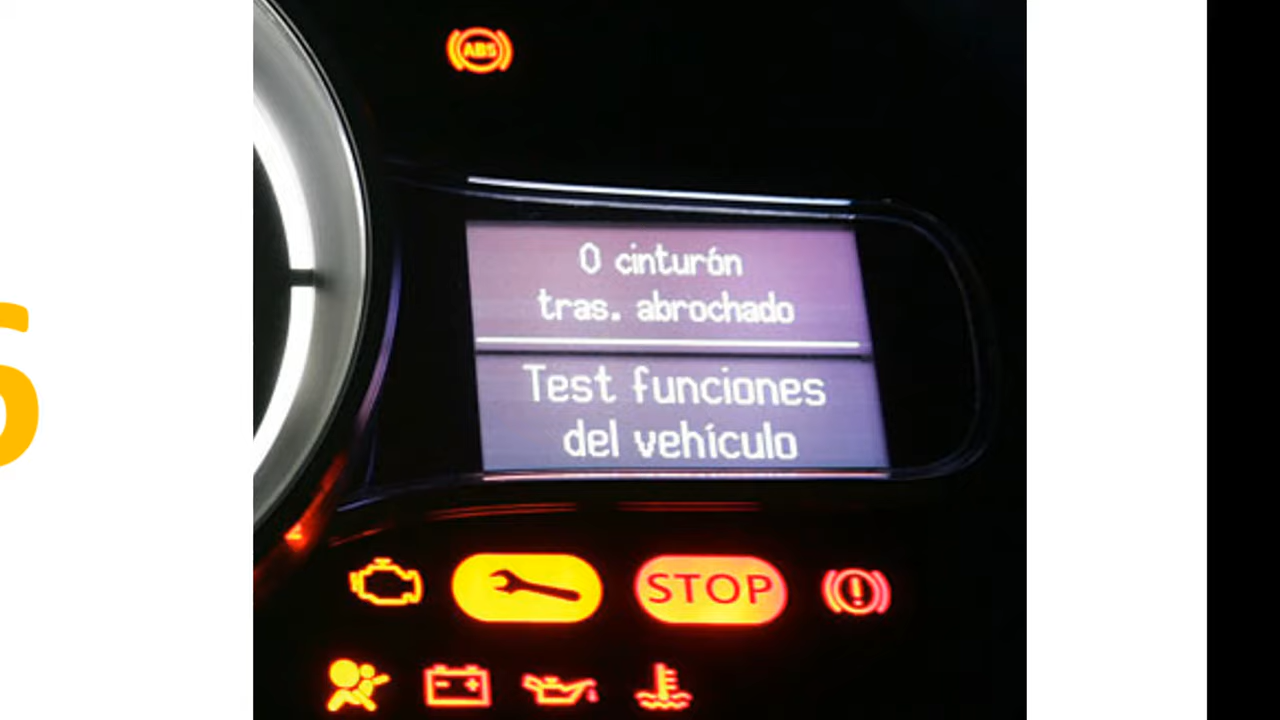 ABS
0 cinturón
tras. abrochado
Test funciones
del vehículo
STOP